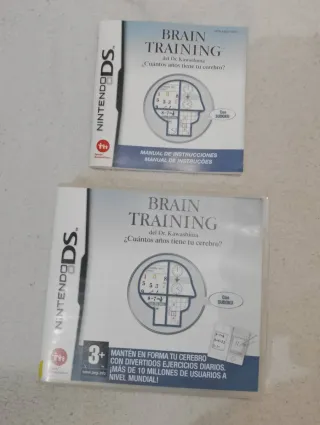 BRAIN
TRAINING
del Dr. Kawashima
¿Cuántos años tiene tu cerebro?
NINTENDO DS
MANUAL DE INSTRUCCIONES
MANUAL DE INSTRUÇÕES
BRAIN
TRAINING
del Dr. Kawashima
¿Cuántos años tiene tu cerebro?
NINTENDO DS
3+
MANTÉN EN FORMA TU CEREBRO
CON DIVERTIDOS EJERCICIOS DIARIOS.
¡MÁS DE 10 MILLONES DE USUARIOS A
NIVEL MUNDIAL!